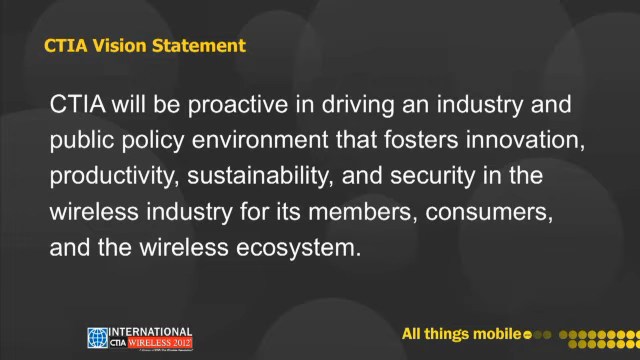 CTIA Vision Statement
CTIA will be proactive in driving an industry and
public policy environment that fosters innovation,
productivity, sustainability, and security in the
wireless industry for its members, consumers,
and the wireless ecosystem.
INTERNATIONAL
CTIA WIRELESS 2012
All things mobile